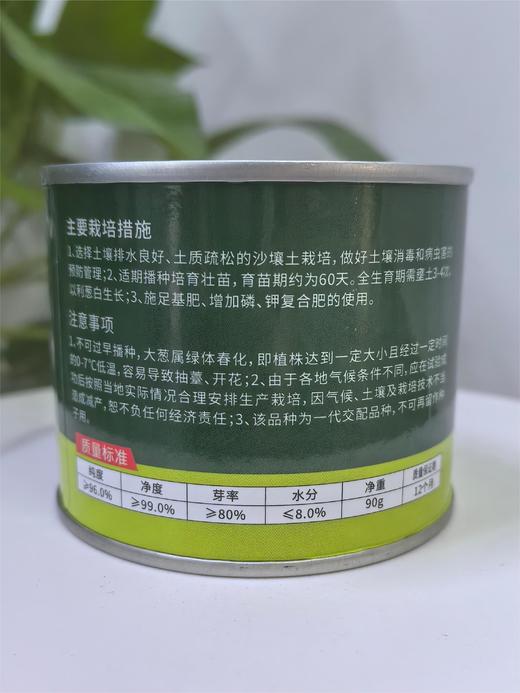 主要栽培措施
1、选择土壤排水良好、土质疏松的沙壤土栽培，做好土壤消毒和病虫害的
预防管理;2、适期播种培育壮苗，育苗期约为60天。全生育期需壅土3-4次，
以利葱白生长;3、施足基肥、增加磷、钾复合肥的使用。
注意事项
1、不可过早播种，大葱属绿体春化，即植株达到一定大小且经过一定时间
的0-7℃低温，容易导致抽薹、开花;2、由于各地气候条件不同，应在试验成
功后按照当地实际情况合理安排生产栽培，因气候、土壤及栽培技术不当
造成减产，恕不负任何经济责任;3、该品种为一代交配品种，不可再留作种
子用。
质量标准
纯度 净度 芽率 水分 净重 质量保证期
≥96.0% ≥99.0% ≥80% ≤8.0% 90g 12个月